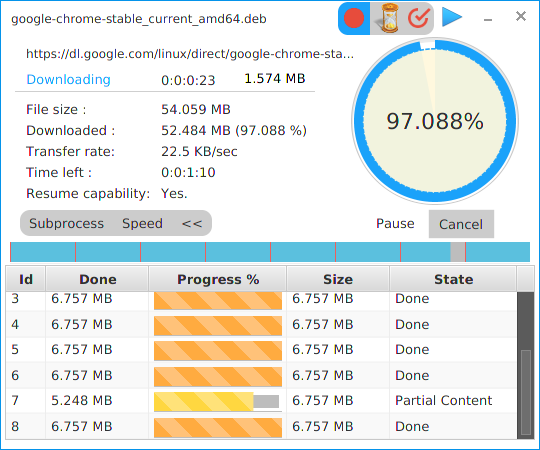 google-chrome-stable_current_amd64.deb
https://dl.google.com/linux/direct/google-chrome-sta...
Downloading 0:0:0:23 1.574 MB
File size : 54.059 MB
Downloaded : 52.484 MB (97.088 %)
Transfer rate: 22.5 KB/sec
Time left : 0:0:1:10
Resume capability: Yes.
97.088%
Subprocess Speed << Pause Cancel
Id Done Progress % Size State
3 6.757 MB 6.757 MB Done
4 6.757 MB 6.757 MB Done
5 6.757 MB 6.757 MB Done
6 6.757 MB 6.757 MB Done
7 5.248 MB 6.757 MB Partial Content
8 6.757 MB 6.757 MB Done